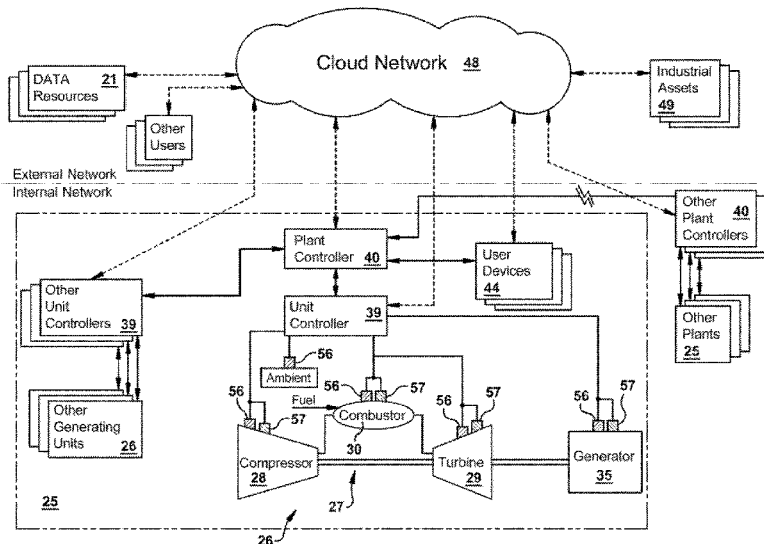 Cloud Network 48
DATA
Resources
21
Other
Users
Industrial
Assets
49
External Network
Internal Network
Plant
Controller
40
User
Devices
44
Other
Plant
Controllers
40
Other
Plants
25
Other
Unit
Controllers
39
Unit
Controller
39
Other
Generating
Units
26
56
Ambient
Fuel
56
57
Combustor
30
56
57
Compressor
28
56
57
Turbine
29
56
57
Generator
35
27
25
26